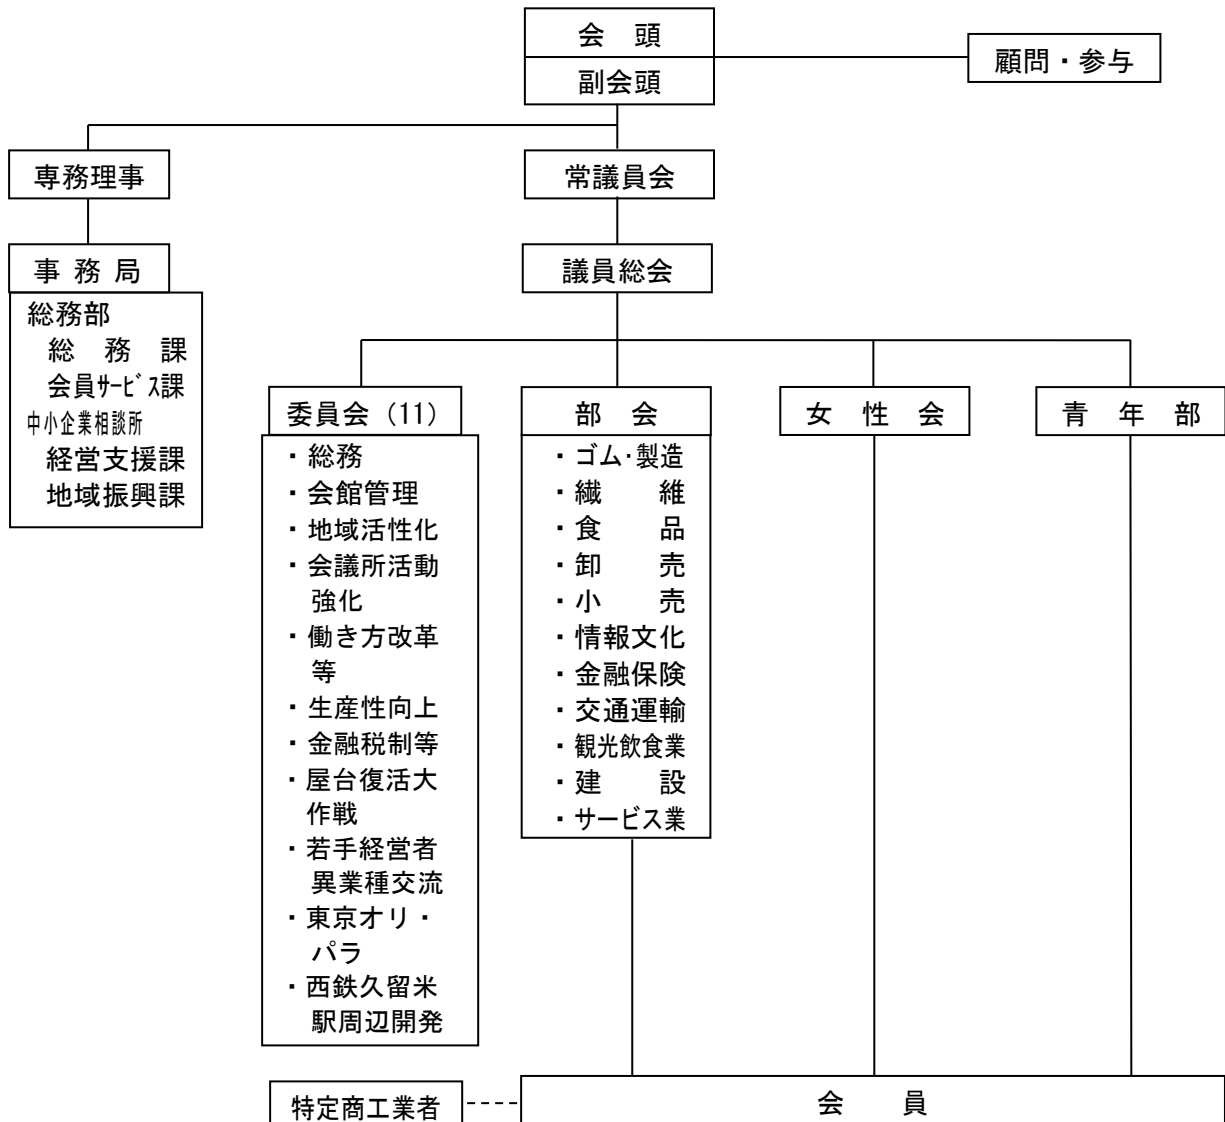 会　頭
副会頭
顧問・参与
専務理事
常議員会
事 務 局
議員総会
総務部
総　務　課
会員ｻｰﾋﾞｽ課
中小企業相談所
経営支援課
地域振興課
委員会（11）
・総務
・会館管理
・地域活性化
・会議所活動
強化
・働き方改革
等
・生産性向上
・金融税制等
・屋台復活大
作戦
・若手経営者
異業種交流
・東京オリ・
パラ
・西鉄久留米
駅周辺開発
部　会
・ゴム･製造
・繊　　維
・食　　品
・卸　　売
・小　　売
・情報文化
・金融保険
・交通運輸
・観光飲食業
・建　　設
・サービス業
女　性　会
青　年　部
特定商工業者
会　　員